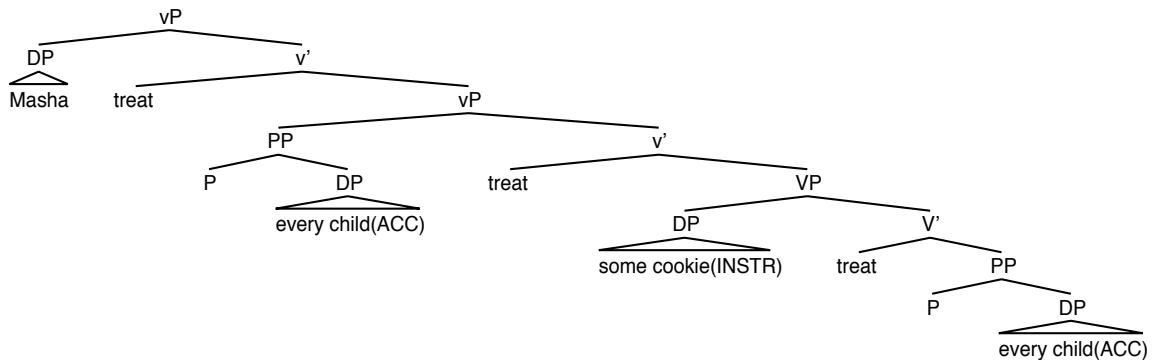 vP
DP v'
Masha treat vP
PP v'
P DP treat VP
every child(ACC) DP V'
some cookie(INSTR) treat PP
P DP
every child(ACC)